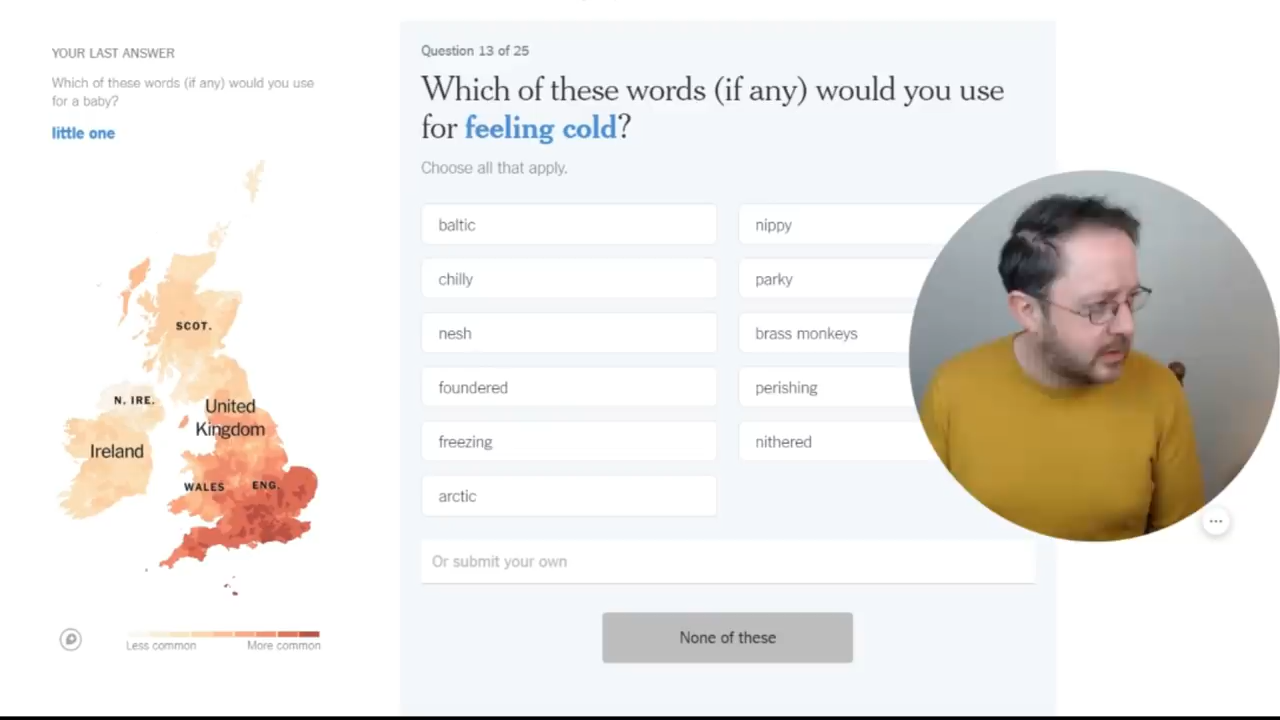 YOUR LAST ANSWER
Which of these words (if any) would you use
for a baby?
little one
SCOT.
N. IRE.
United
Kingdom
Ireland
WALES
ENG.
Less common
More common
Question 13 of 25
Which of these words (if any) would you use
for feeling cold?
Choose all that apply.
baltic
nippy
chilly
parky
nesh
brass monkeys
foundered
perishing
freezing
nithered
arctic
Or submit your own
None of these